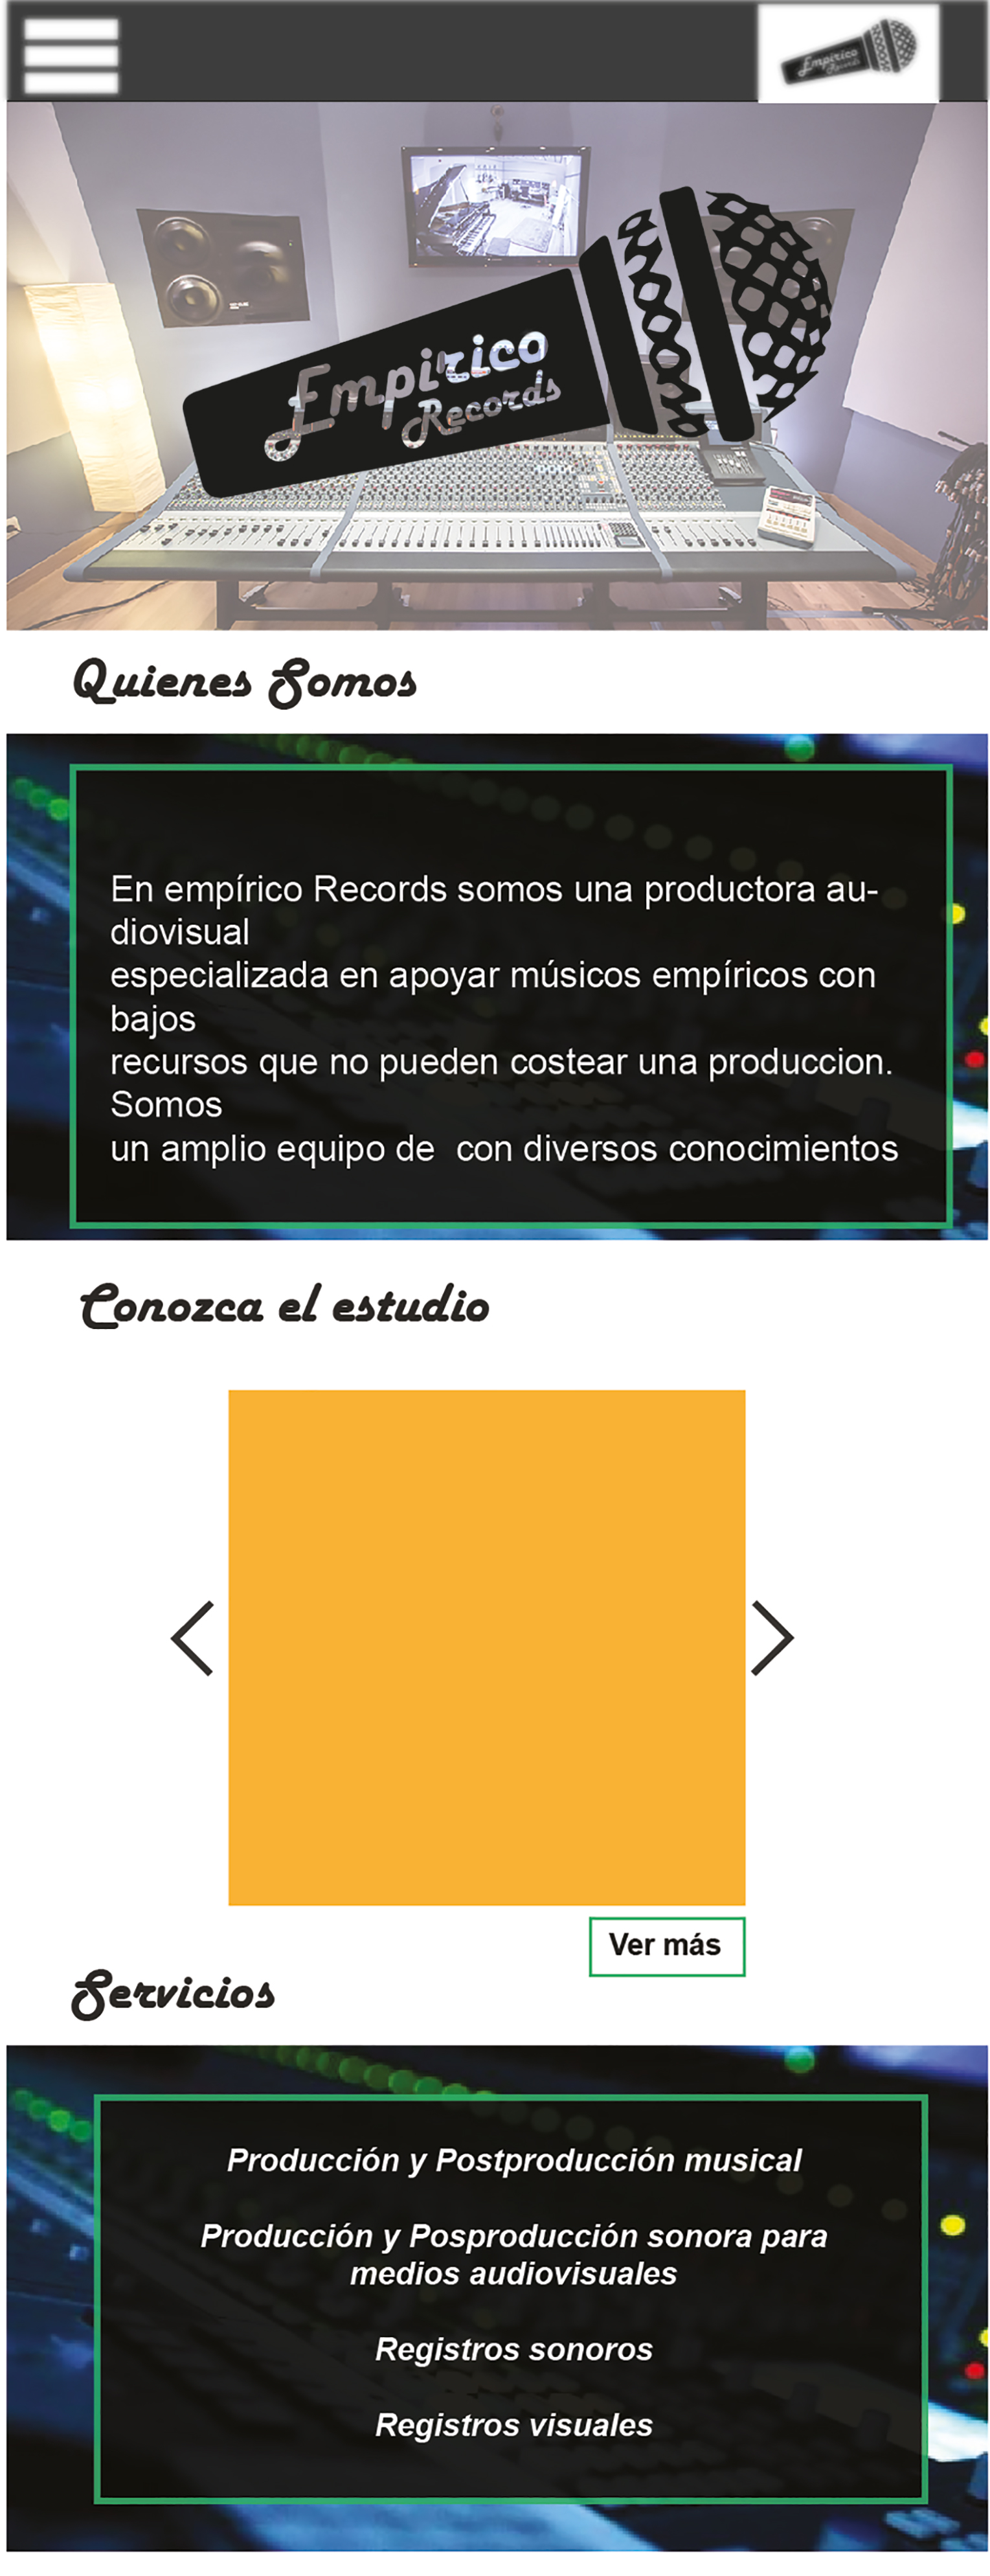 Empirico
Records
Empirico
Records
Quienes Somos
En empírico Records somos una productora au-
diovisual
especializada en apoyar músicos empíricos con
bajos
recursos que no pueden costear una produccion.
Somos
un amplio equipo de  con diversos conocimientos
Conozca el estudio
Ver más
Servicios
Producción y Postproducción musical
Producción y Posproducción sonora para
medios audiovisuales
Registros sonoros
Registros visuales